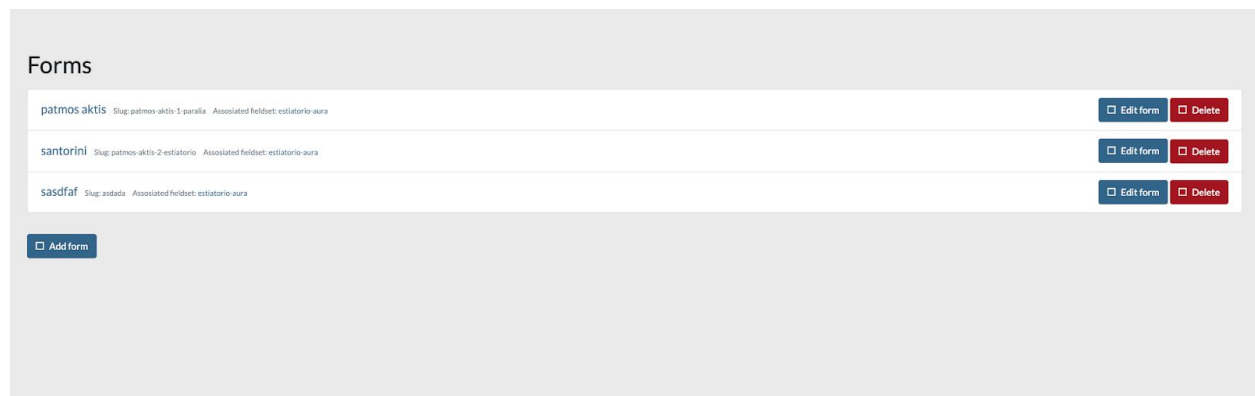 Forms
patmos aktis Slug: patmos-aktis-1-paralia Assosiated fieldset: estiatorio-aura Edit form Delete
santorini Slug: patmos-aktis-2-estiatorio Assosiated fieldset: estiatorio-aura Edit form Delete
sasdfaf Slug: asdada Assosiated fieldset: estiatorio-aura Edit form Delete
Add form